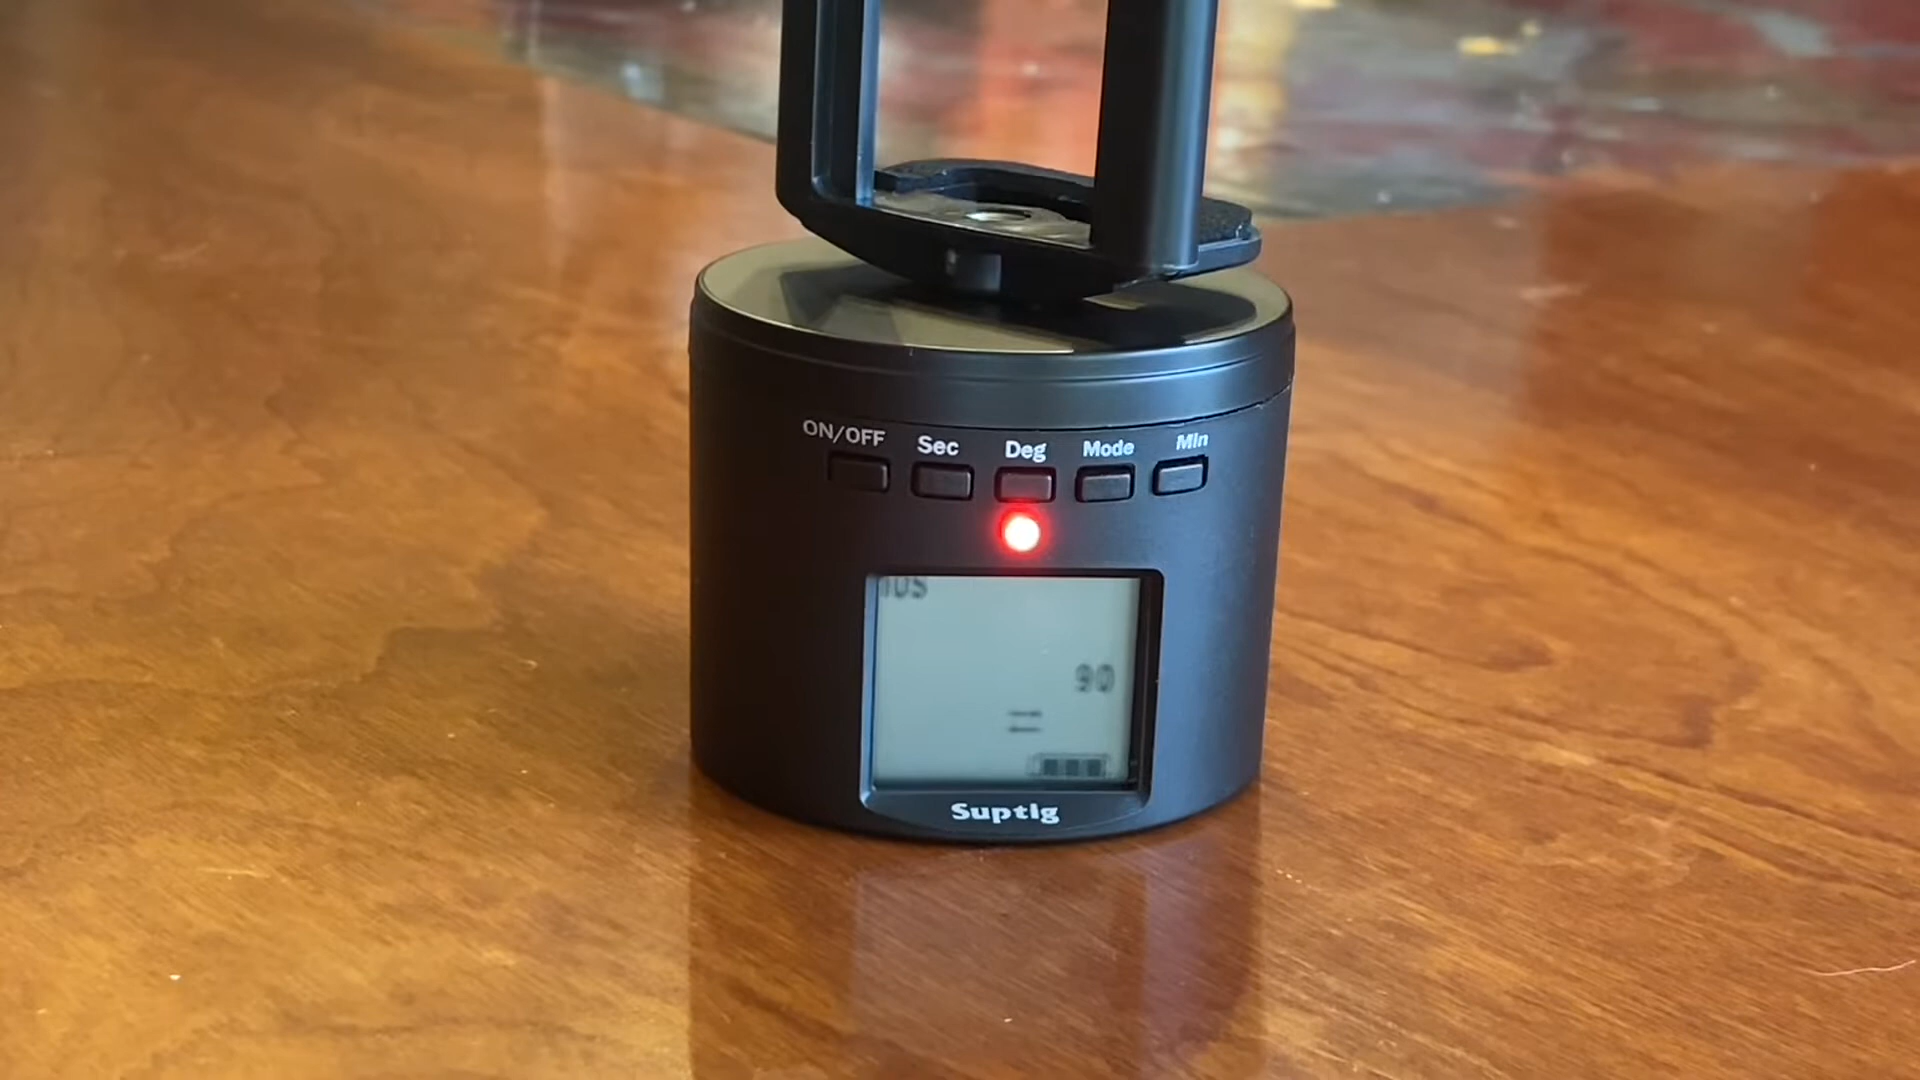 ON/OFF Sec Deg Mode Min
90
=
Suptig